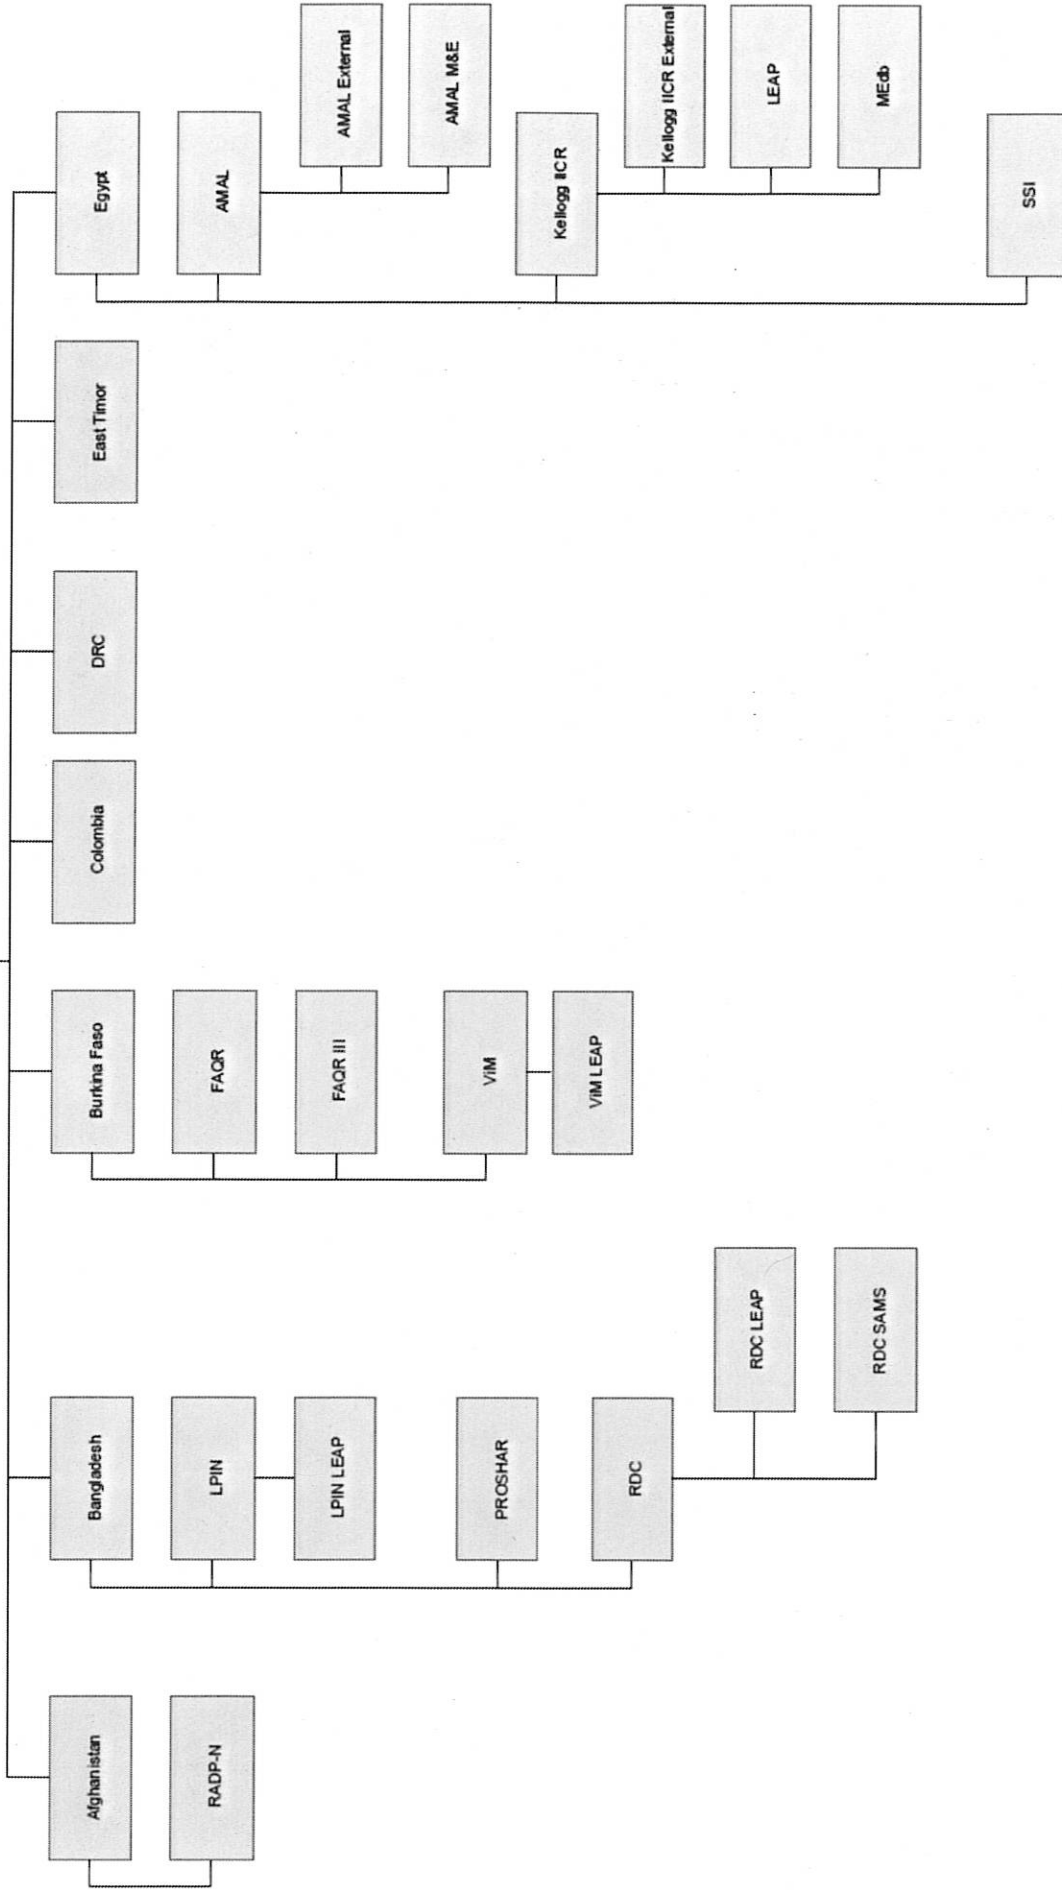 Afghanistan
RADP-N
Bangladesh
LPIN
LPIN LEAP
PROSHAR
RDC
RDC LEAP
RDC SAMS
Burkina Faso
FAQR
FAQR III
ViM
ViM LEAP
Colombia
DRC
East Timor
Egypt
AMAL
AMAL External
AMAL M&E
Kellogg IICR
Kellogg IICR External
LEAP
MEdb
SSI